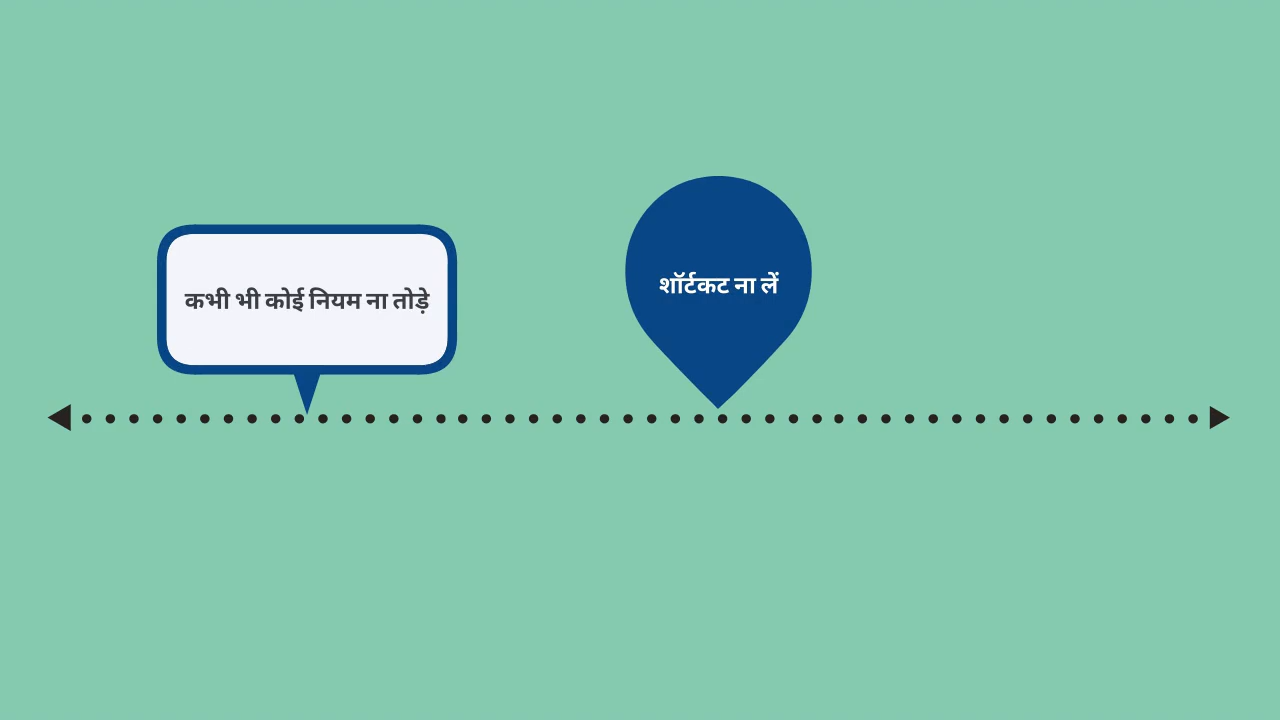 कभी भी कोई नियम ना तोड़े
शॉर्टकट ना लें